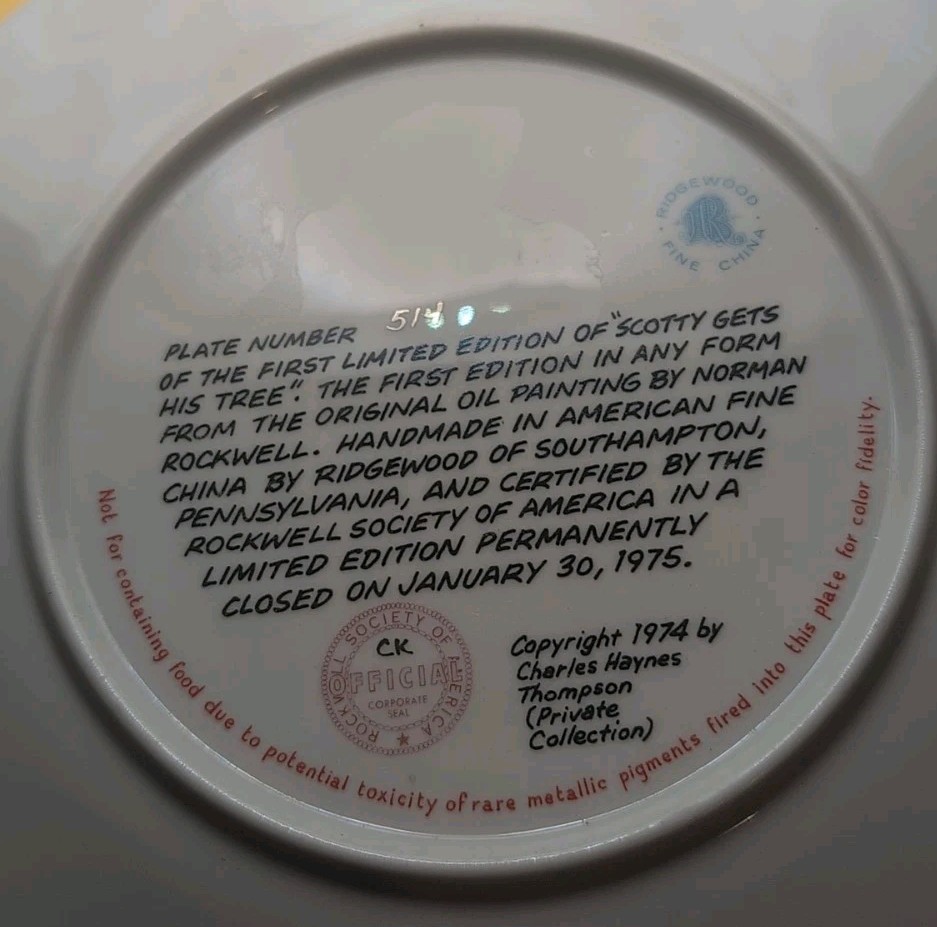 RIDGEWOOD
R
FINE CHINA
PLATE NUMBER
OF THE FIRST LIMITED EDITION OF "SCOTTY GETS
HIS TREE". THE FIRST EDITION IN ANY FORM
FROM THE ORIGINAL OIL PAINTING BY NORMAN
ROCKWELL. HANDMADE IN AMERICAN FINE
CHINA BY RIDGEWOOD OF SOUTHAMPTON,
PENNSYLVANIA, AND CERTIFIED BY THE
ROCKWELL SOCIETY OF AMERICA IN A
LIMITED EDITION PERMANENTLY
CLOSED ON JANUARY 30, 1975.
ROCKWELL SOCIETY OF AMERICA
CK
OFFICIAL
CORPORATE
SEAL
Copyright 1974 by
Charles Haynes
Thompson
(Private
Collection)
Not for containing food due to potential toxicity of rare metallic pigments fired into this plate for color fidelity.